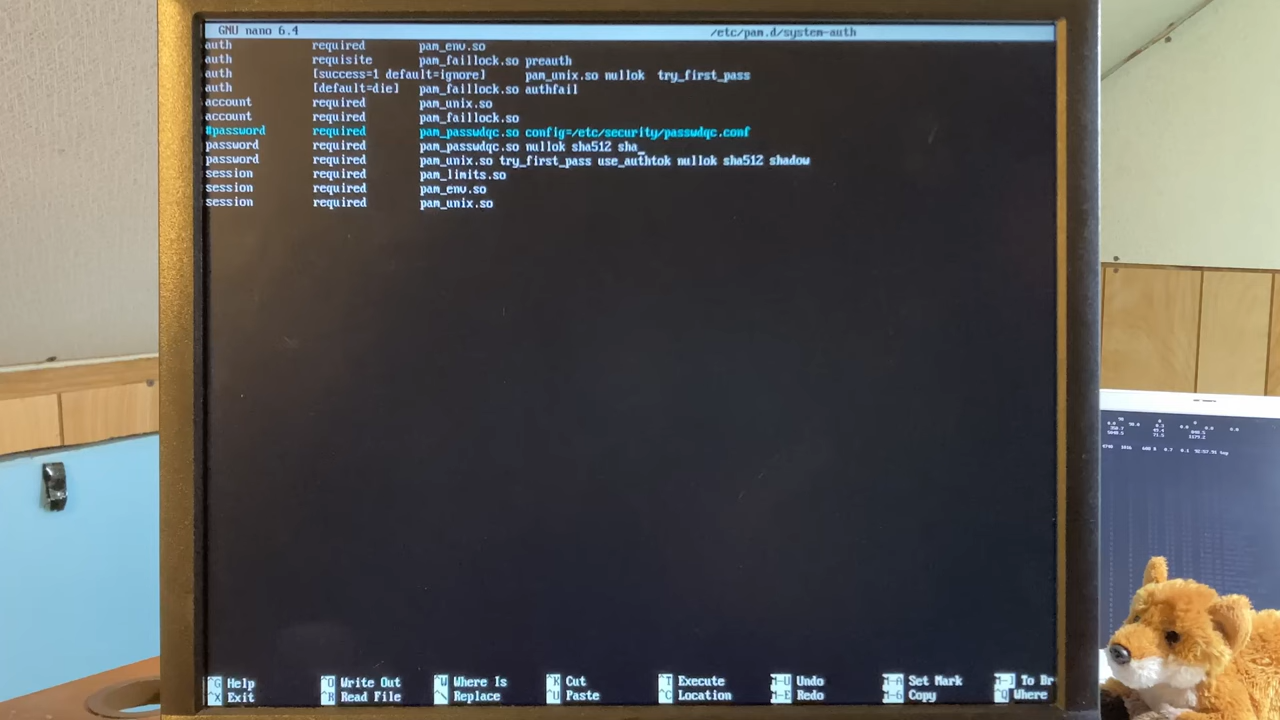 GNU nano 6.4 /etc/pam.d/system-auth
auth required pam_env.so
auth requisite pam_faillock.so preauth
auth [success=1 default=ignore] pam_unix.so nullok try_first_pass
auth [default=die] pam_faillock.so authfail
account required pam_unix.so
account required pam_faillock.so
#password required pam_passwdqc.so config=/etc/security/passwdqc.conf
password required pam_passwdqc.so nullok sha512 sha_
password required pam_unix.so try_first_pass use_authtok nullok sha512 shadow
session required pam_limits.so
session required pam_env.so
session required pam_unix.so
^G Help ^O Write Out ^W Where Is ^K Cut ^T Execute M-U Undo M-A Set Mark M-] To Br
^X Exit ^R Read File ^\ Replace ^U Paste ^C Location M-E Redo M-6 Copy ^Q Where